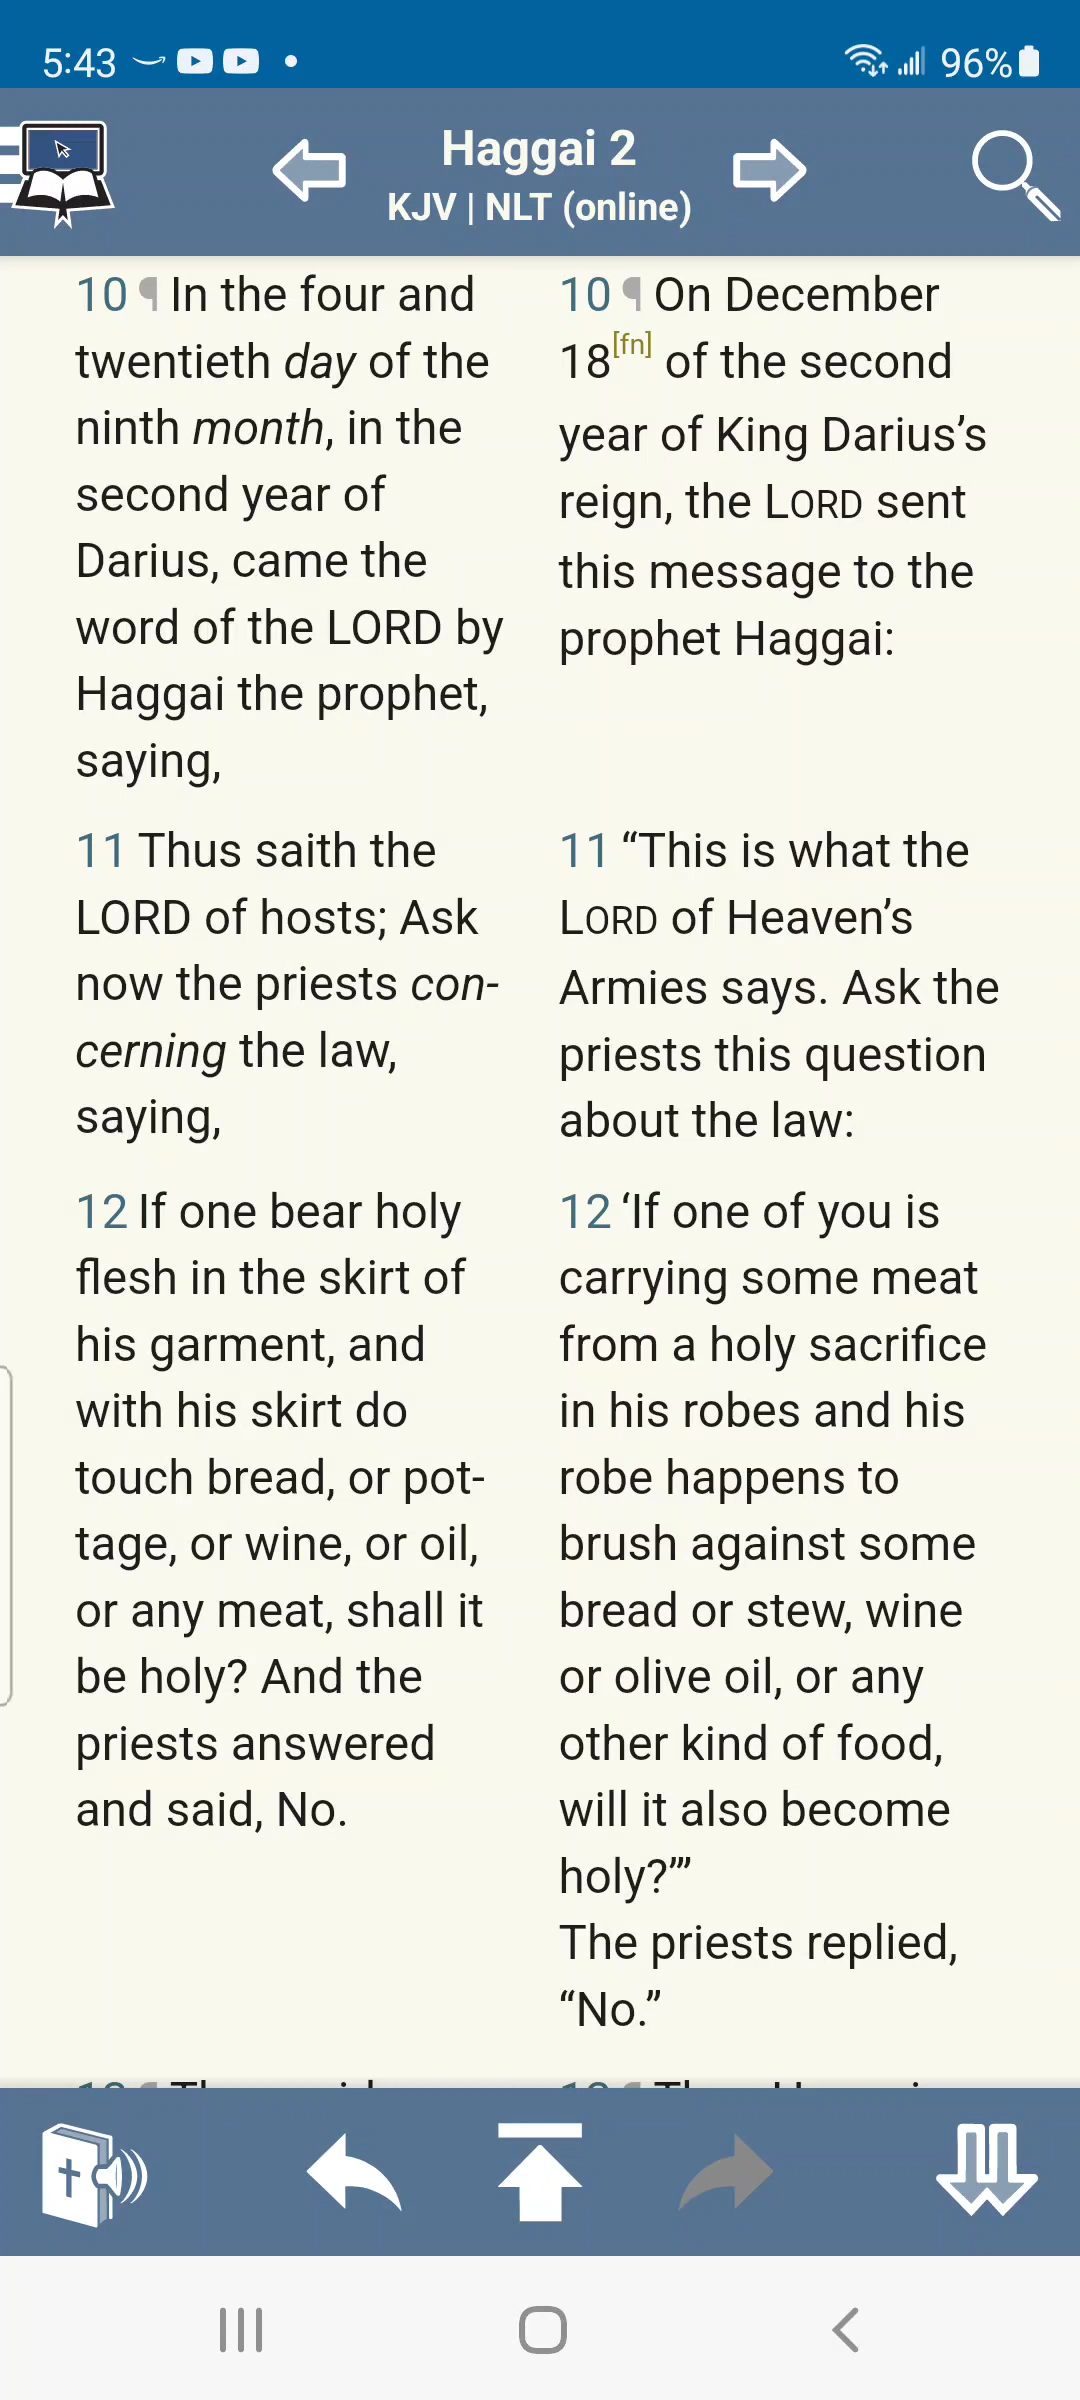 5:43
96%
Haggai 2
KJV | NLT (online)
10 ¶ In the four and
twentieth day of the
ninth month, in the
second year of
Darius, came the
word of the LORD by
Haggai the prophet,
saying,
10 ¶ On December
18[fn] of the second
year of King Darius’s
reign, the LORD sent
this message to the
prophet Haggai:
11 Thus saith the
LORD of hosts; Ask
now the priests con-
cerning the law,
saying,
11 “This is what the
LORD of Heaven’s
Armies says. Ask the
priests this question
about the law:
12 If one bear holy
flesh in the skirt of
his garment, and
with his skirt do
touch bread, or pot-
tage, or wine, or oil,
or any meat, shall it
be holy? And the
priests answered
and said, No.
12 ‘If one of you is
carrying some meat
from a holy sacrifice
in his robes and his
robe happens to
brush against some
bread or stew, wine
or olive oil, or any
other kind of food,
will it also become
holy?’”
The priests replied,
“No.”